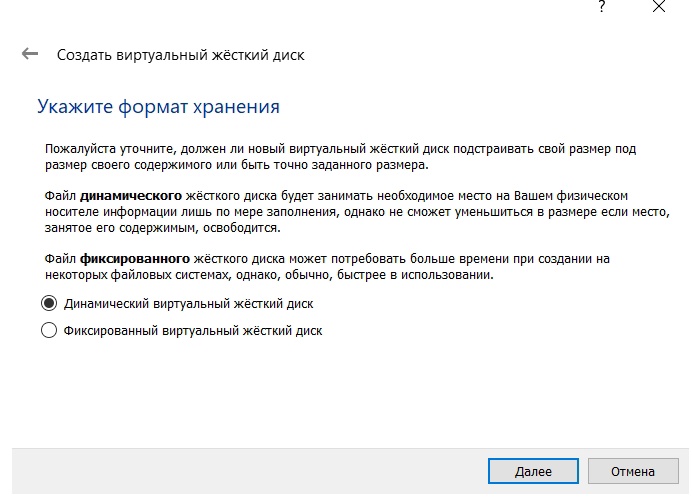 ?
Создать виртуальный жёсткий диск
Укажите формат хранения
Пожалуйста уточните, должен ли новый виртуальный жёсткий диск подстраивать свой размер под
размер своего содержимого или быть точно заданного размера.
Файл динамического жёсткого диска будет занимать необходимое место на Вашем физическом
носителе информации лишь по мере заполнения, однако не сможет уменьшиться в размере если место,
занятое его содержимым, освободится.
Файл фиксированного жёсткого диска может потребовать больше времени при создании на
некоторых файловых системах, однако, обычно, быстрее в использовании.
Динамический виртуальный жёсткий диск
Фиксированный виртуальный жёсткий диск
Далее
Отмена